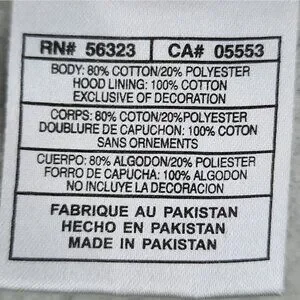 RN# 56323 CA# 05553
BODY: 80% COTTON/20% POLYESTER
HOOD LINING: 100% COTTON
EXCLUSIVE OF DECORATION
CORPS: 80% COTON/20% POLYESTER
DOUBLURE DE CAPUCHON: 100% COTON
SANS ORNEMENTS
CUERPO: 80% ALGODON/20% POLIESTER
FORRO DE CAPUCHA: 100% ALGODON
NO INCLUYE LA DECORACION
FABRIQUE AU PAKISTAN
HECHO EN PAKISTAN
MADE IN PAKISTAN